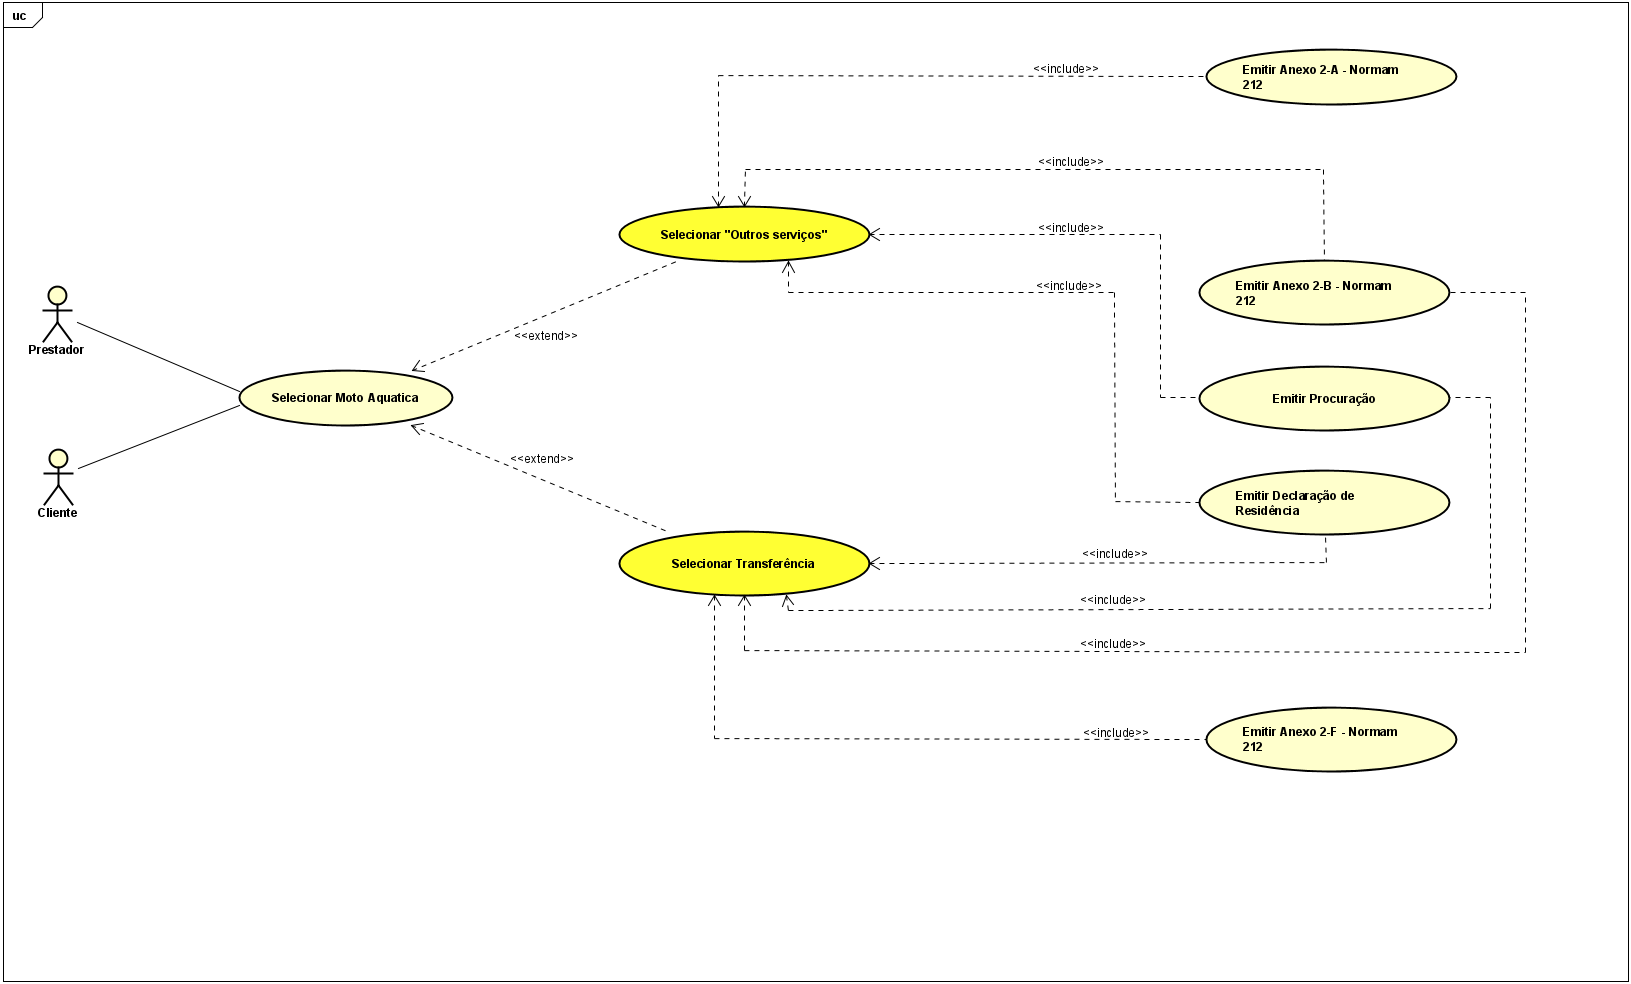 uc
<<include>>
Emitir Anexo 2-A - Normam
212
<<include>>
Selecionar "Outros serviços"
<<include>>
<<include>>
Emitir Anexo 2-B - Normam
212
<<extend>>
Prestador
Selecionar Moto Aquatica
Emitir Procuração
<<extend>>
Cliente
Emitir Declaração de
Residência
Selecionar Transferência
<<include>>
<<include>>
<<include>>
<<include>>
Emitir Anexo 2-F - Normam
212